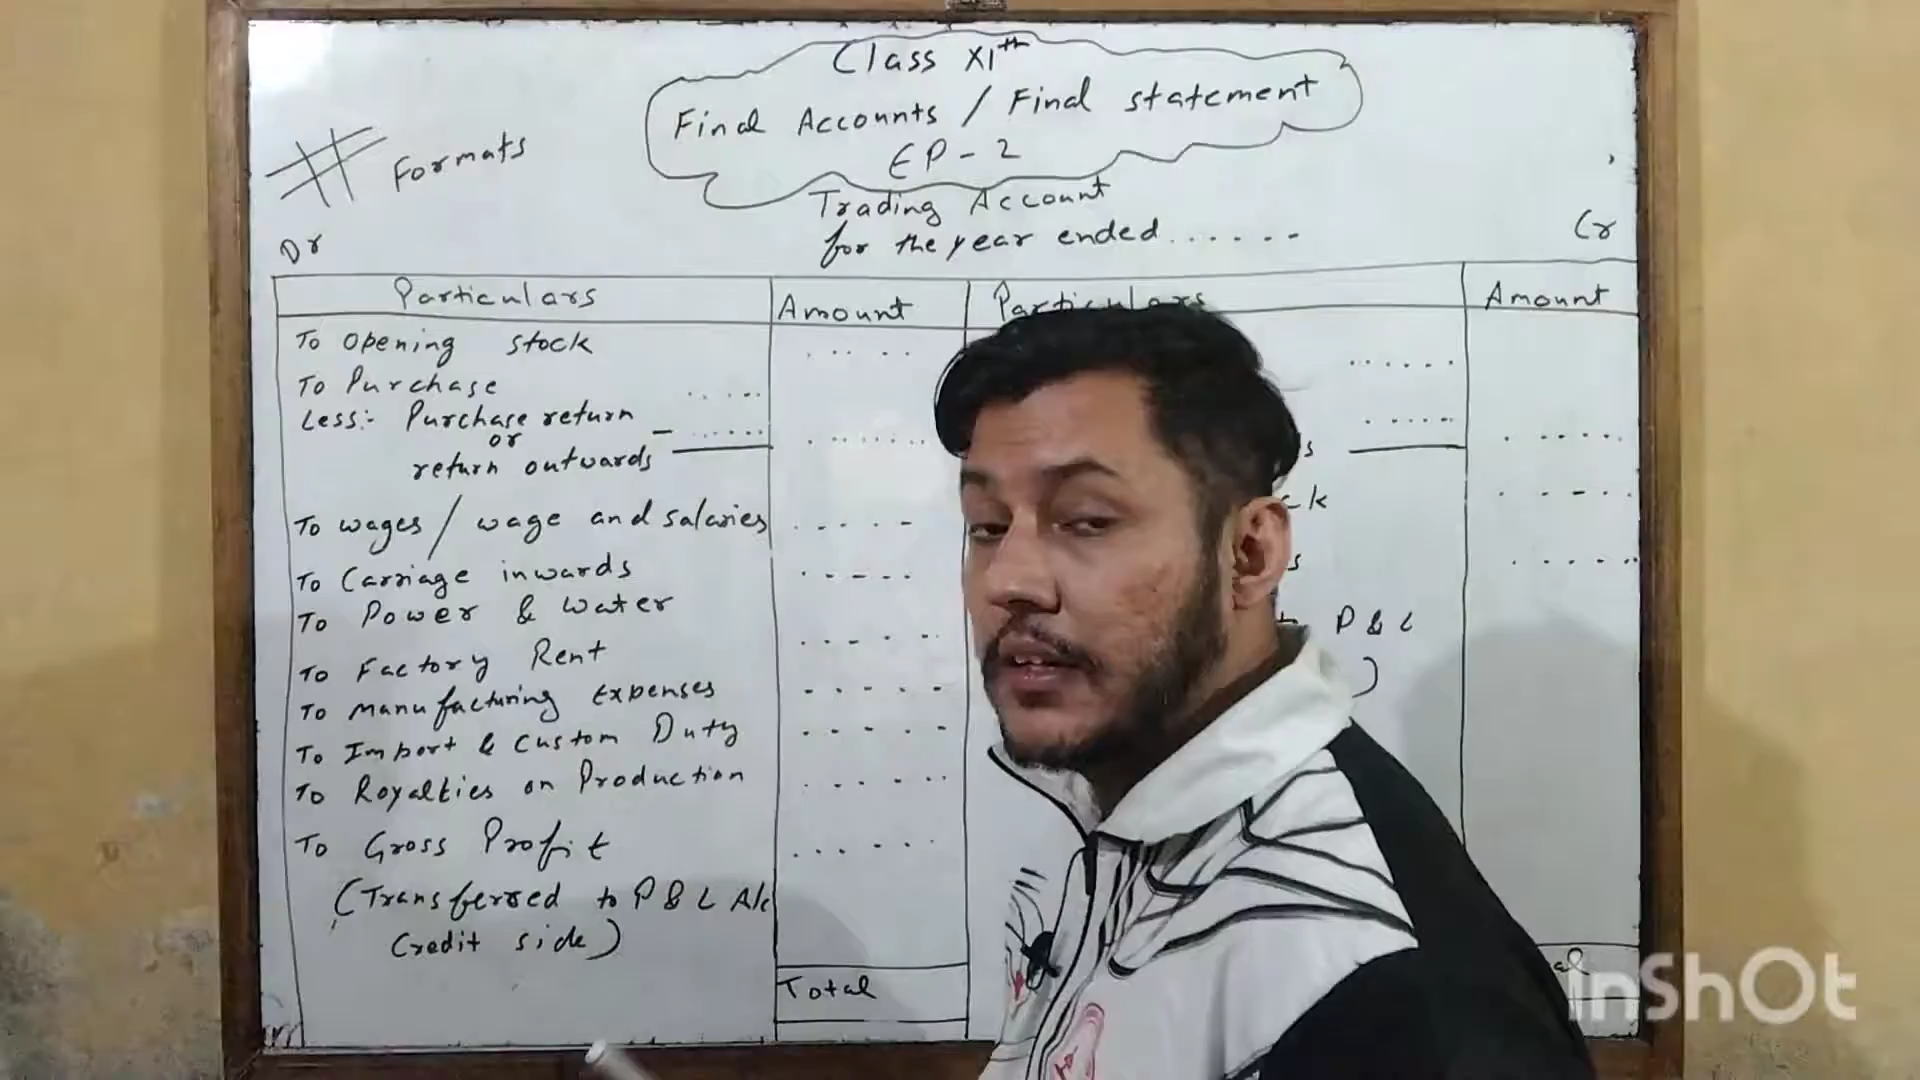 Class XIth
Final Accounts / Final statement
EP - 2
# Formats
Trading Account
for the year ended ......
Dr
Cr
Particulars
Amount
Particulars
Amount
To Opening stock
To Purchase
Less:- Purchase return
or
return outwards
To wages / wage and salaries
To Carriage inwards
To Power & Water
To Factory Rent
To Manufacturing Expenses
To Import & Custom Duty
To Royalties on Production
To Gross Profit
(Transferred to P & L A/c
Credit side)
Total
P & L
)
InShOt